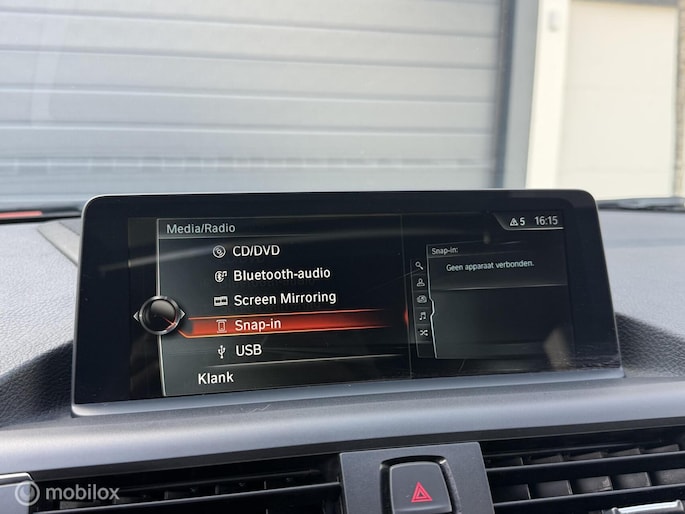 Media/Radio
5 16:15
CD/DVD
Bluetooth-audio
Screen Mirroring
Snap-in
USB
Klank
Snap-in:
Geen apparaat verbonden.
mobilox